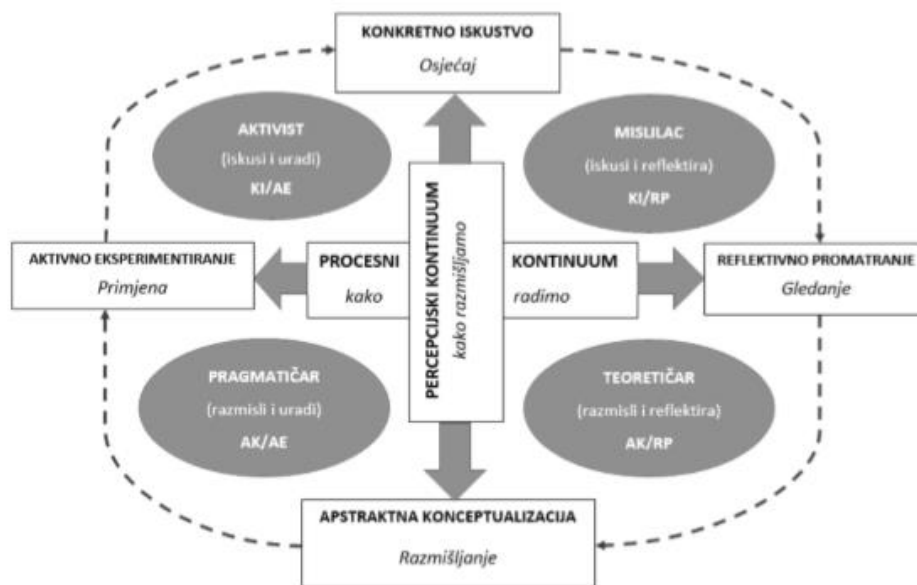 KONKRETNO ISKUSTVO
Osjećaj
AKTIVIST
(iskusi i uradi)
KI/AE
MISLILAC
(iskusi i reflektira)
KI/RP
AKTIVNO EKSPERIMENTIRANJE
Primjena
PROCESNI
kako
PERCEPCIJSKI KONTINUUM
kako razmišljamo
KONTINUUM
radimo
REFLEKTIVNO PROMATRANJE
Gledanje
PRAGMATIČAR
(razmisli i uradi)
AK/AE
TEORETIČAR
(razmisli i reflektira)
AK/RP
APSTRAKTNA KONCEPTUALIZACIJA
Razmišljanje